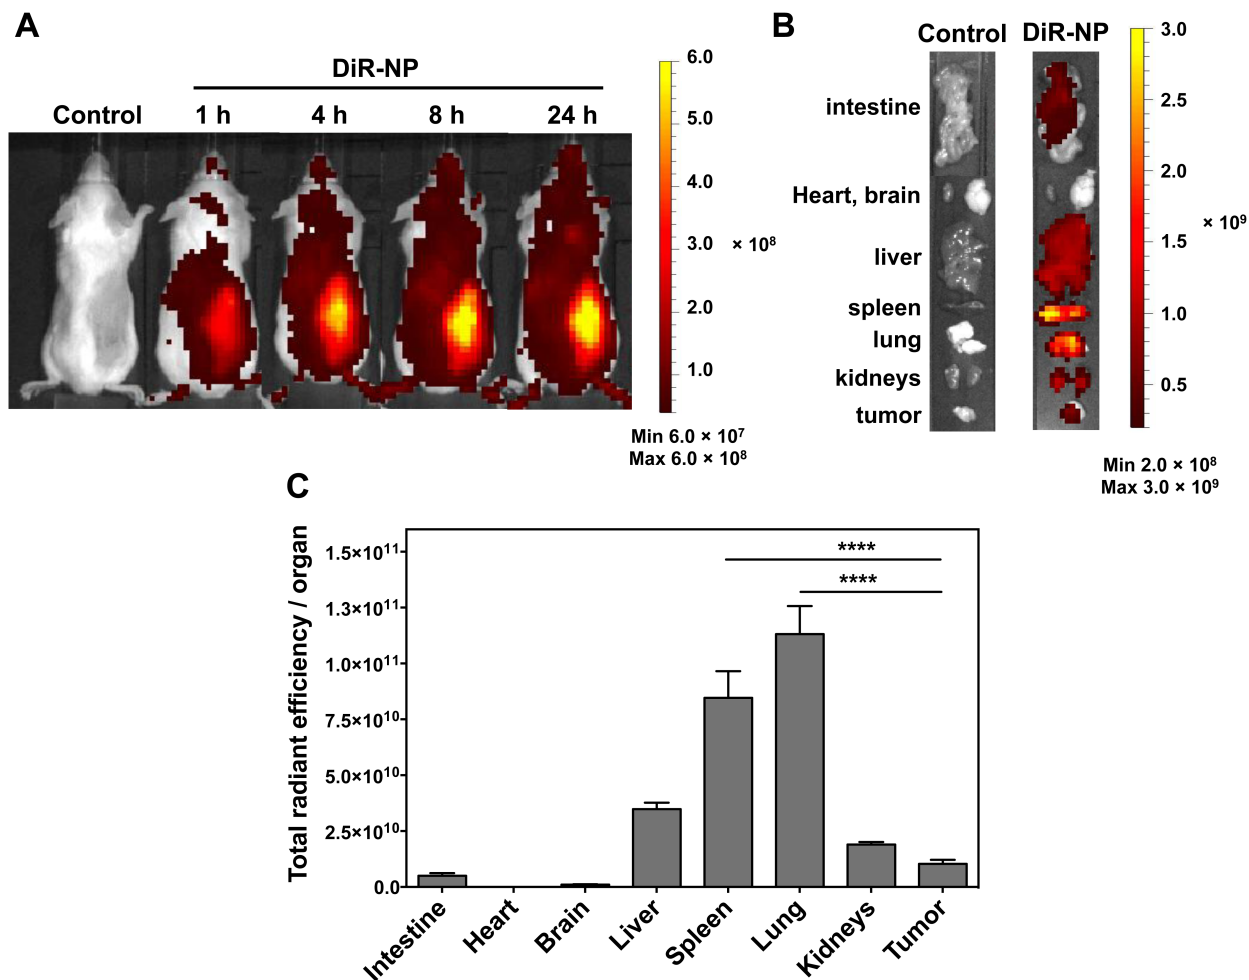 A
DiR-NP
Control 1 h 4 h 8 h 24 h
6.0
5.0
4.0
3.0
2.0
1.0
× 10⁸
Min 6.0 × 10⁷
Max 6.0 × 10⁸
B
Control DiR-NP
intestine
Heart, brain
liver
spleen
lung
kidneys
tumor
3.0
2.5
2.0
1.5
1.0
0.5
× 10⁹
Min 2.0 × 10⁸
Max 3.0 × 10⁹
C
Total radiant efficiency / organ
1.5×10¹¹
1.3×10¹¹
1.0×10¹¹
7.5×10¹⁰
5.0×10¹⁰
2.5×10¹⁰
0.0
****
****
Intestine
Heart
Brain
Liver
Spleen
Lung
Kidneys
Tumor